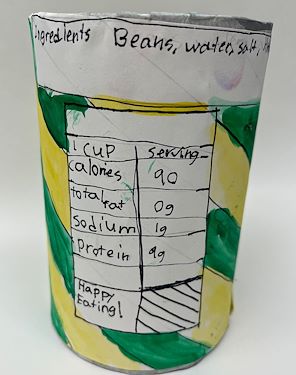 Ingredients Beans, water, salt,
1 cup serving
calories 90
total fat 0g
sodium 1g
protein 9g
Happy
Eating!